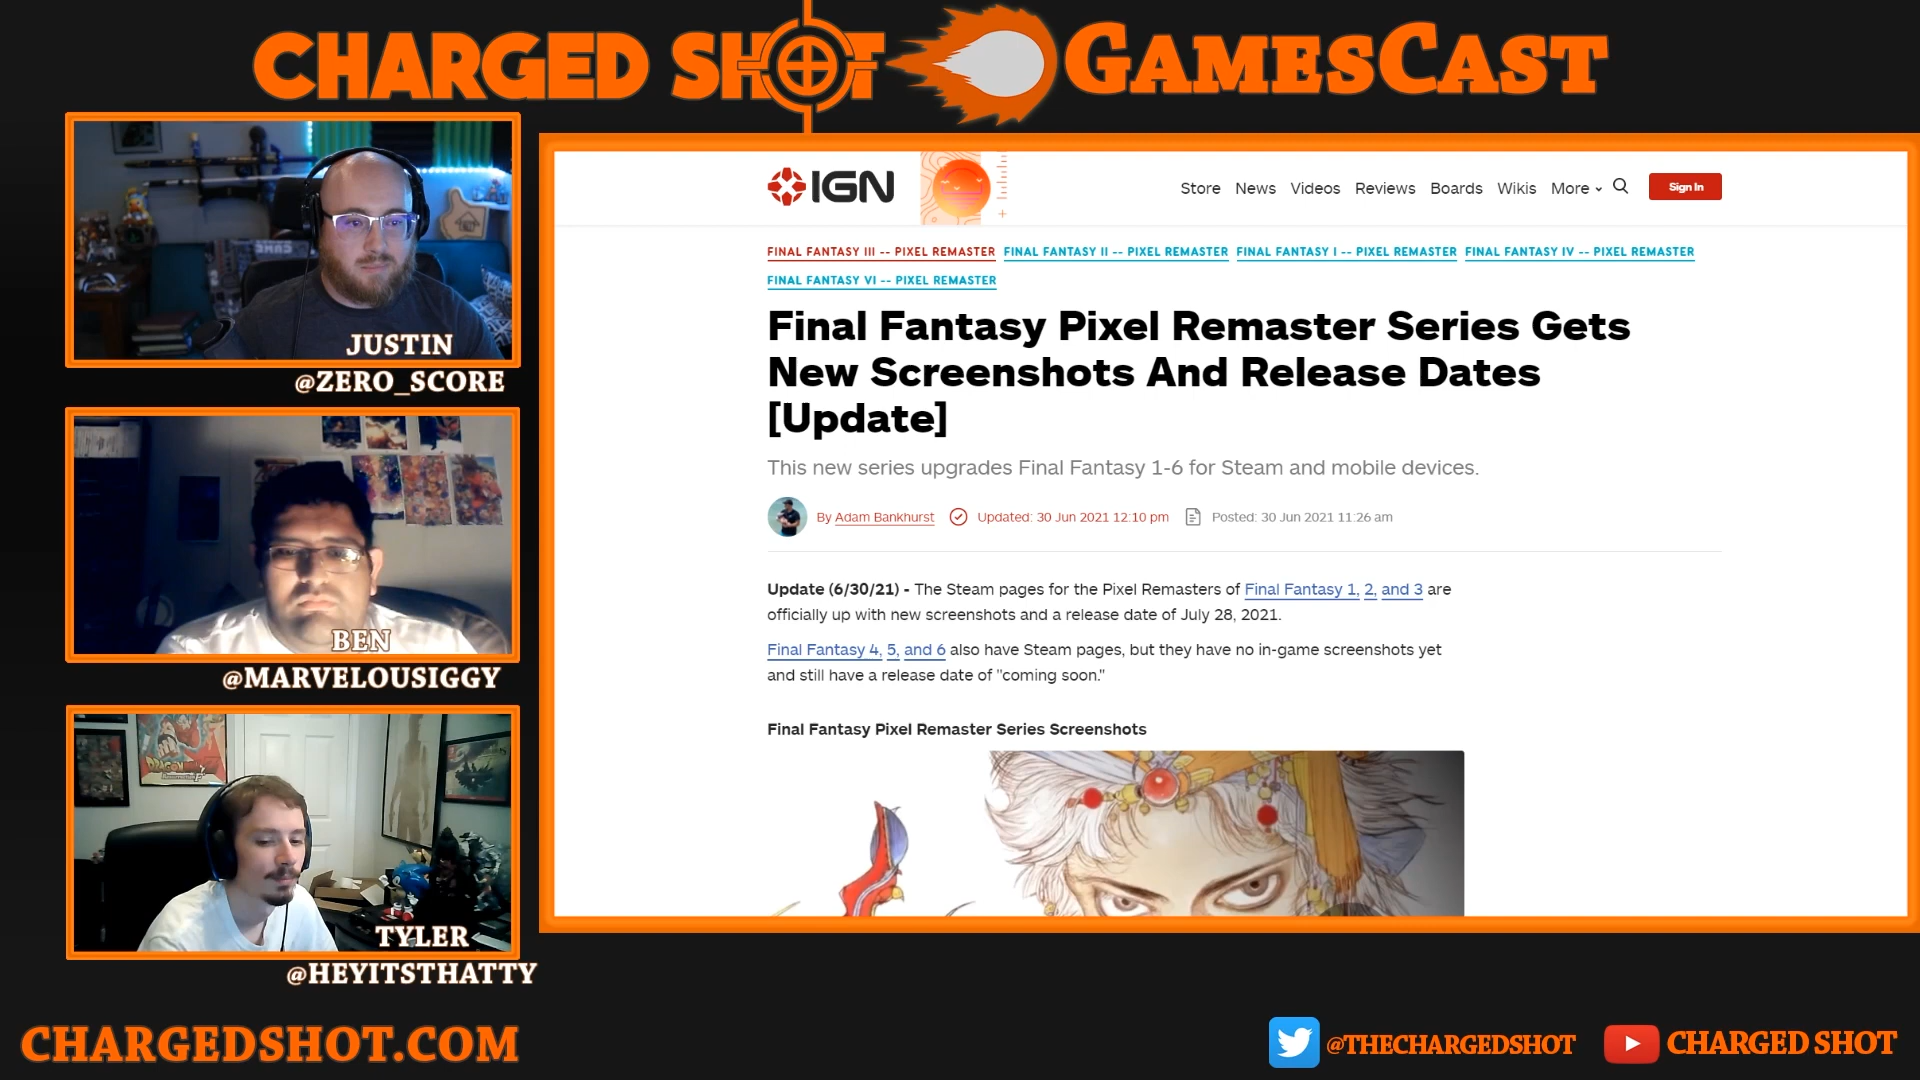 CHARGED SHOT GAMESCAST
JUSTIN
@ZERO_SCORE
BEN
@MARVELOUSIGGY
TYLER
@HEYITSTHATTY
IGN
Store News Videos Reviews Boards Wikis More Sign In
FINAL FANTASY III -- PIXEL REMASTER FINAL FANTASY II -- PIXEL REMASTER FINAL FANTASY I -- PIXEL REMASTER FINAL FANTASY IV -- PIXEL REMASTER
FINAL FANTASY VI -- PIXEL REMASTER
Final Fantasy Pixel Remaster Series Gets
New Screenshots And Release Dates
[Update]
This new series upgrades Final Fantasy 1-6 for Steam and mobile devices.
By Adam Bankhurst Updated: 30 Jun 2021 12:10 pm Posted: 30 Jun 2021 11:26 am
Update (6/30/21) - The Steam pages for the Pixel Remasters of Final Fantasy 1, 2, and 3 are
officially up with new screenshots and a release date of July 28, 2021.
Final Fantasy 4, 5, and 6 also have Steam pages, but they have no in-game screenshots yet
and still have a release date of "coming soon."
Final Fantasy Pixel Remaster Series Screenshots
CHARGEDSHOT.COM
@THECHARGEDSHOT
CHARGED SHOT